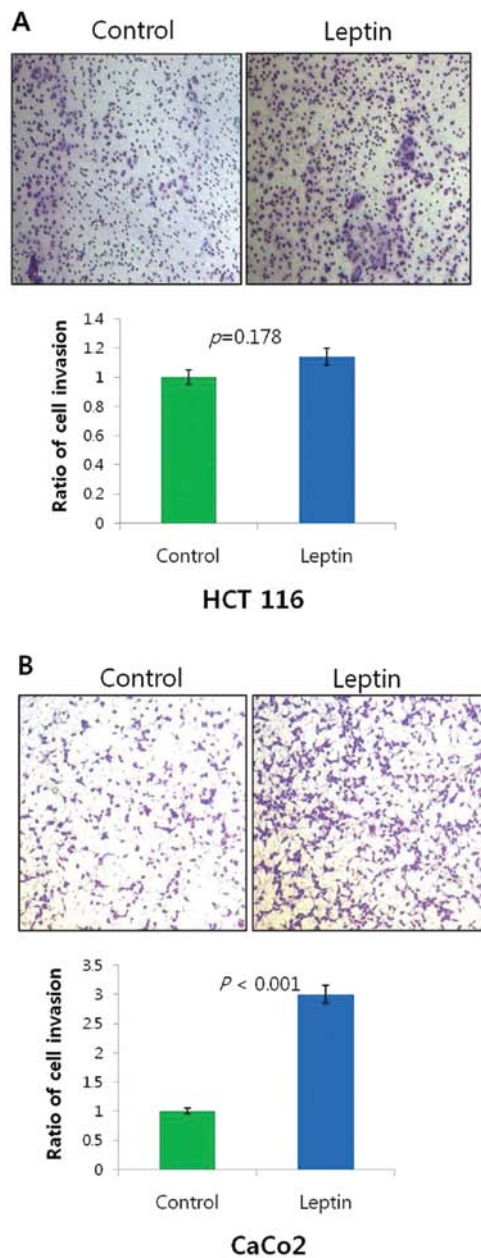 A
Control Leptin
1.4
1.2
1
0.8
0.6
0.4
0.2
0
Ratio of cell invasion
p=0.178
Control Leptin
HCT 116
B
Control Leptin
3.5
3
2.5
2
1.5
1
0.5
0
Ratio of cell invasion
P < 0.001
Control Leptin
CaCo2